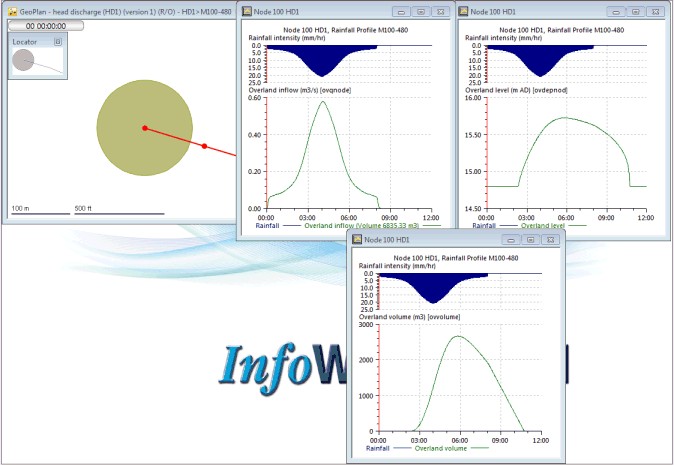 GeoPlan - head discharge (HD1) (version 1) (R/O) - HD1>M100-480
00 00:00:00
Locator
100 m
500 ft
Node 100 HD1
Node 100 HD1, Rainfall Profile M100-480
Rainfall intensity (mm/hr)
0.0
5.0
10.0
15.0
20.0
25.0
Overland inflow (m3/s) [ovqnode]
0.60
0.40
0.20
0.00
00:00 03:00 06:00 09:00 12:00
Rainfall Overland inflow (Volume 6835.33 m3)
Node 100 HD1
Node 100 HD1, Rainfall Profile M100-480
Rainfall intensity (mm/hr)
0.0
5.0
10.0
15.0
20.0
25.0
Overland level (m AD) [ovdepnod]
16.00
15.50
15.00
14.50
00:00 03:00 06:00 09:00 12:00
Rainfall Overland level
Node 100 HD1
Node 100 HD1, Rainfall Profile M100-480
Rainfall intensity (mm/hr)
0.0
5.0
10.0
15.0
20.0
25.0
Overland volume (m3) [ovvolume]
3000
2000
1000
0
00:00 03:00 06:00 09:00 12:00
Rainfall Overland volume